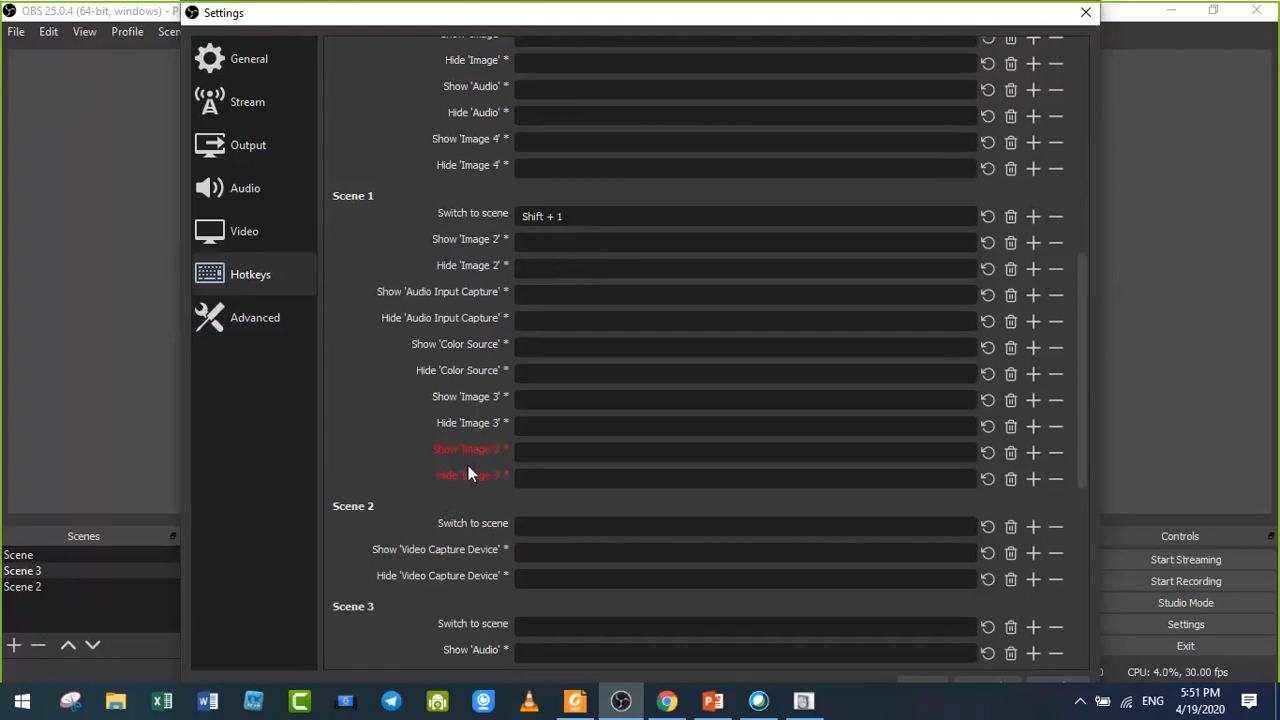 OBS 25.0.4 (64-bit, windows) - P
Settings
File Edit View Profile Scen
General
Stream
Output
Audio
Video
Hotkeys
Advanced
Hide 'Image' *
Show 'Audio' *
Hide 'Audio' *
Show 'Image 4' *
Hide 'Image 4' *
Scene 1
Switch to scene Shift + 1
Show 'Image 2' *
Hide 'Image 2' *
Show 'Audio Input Capture' *
Hide 'Audio Input Capture' *
Show 'Color Source' *
Hide 'Color Source' *
Show 'Image 3' *
Hide 'Image 3' *
Show 'Image
Hide
Scene 2
Switch to scene
Show 'Video Capture Device' *
Hide 'Video Capture Device' *
Scene 3
Switch to scene
Show 'Audio' *
Scenes
Scene
Scene 3
Scene 2
Controls
Start Streaming
Start Recording
Studio Mode
Settings
Exit
CPU: 4.0%, 30.00 fps
ENG
5:51 PM
4/19/2020